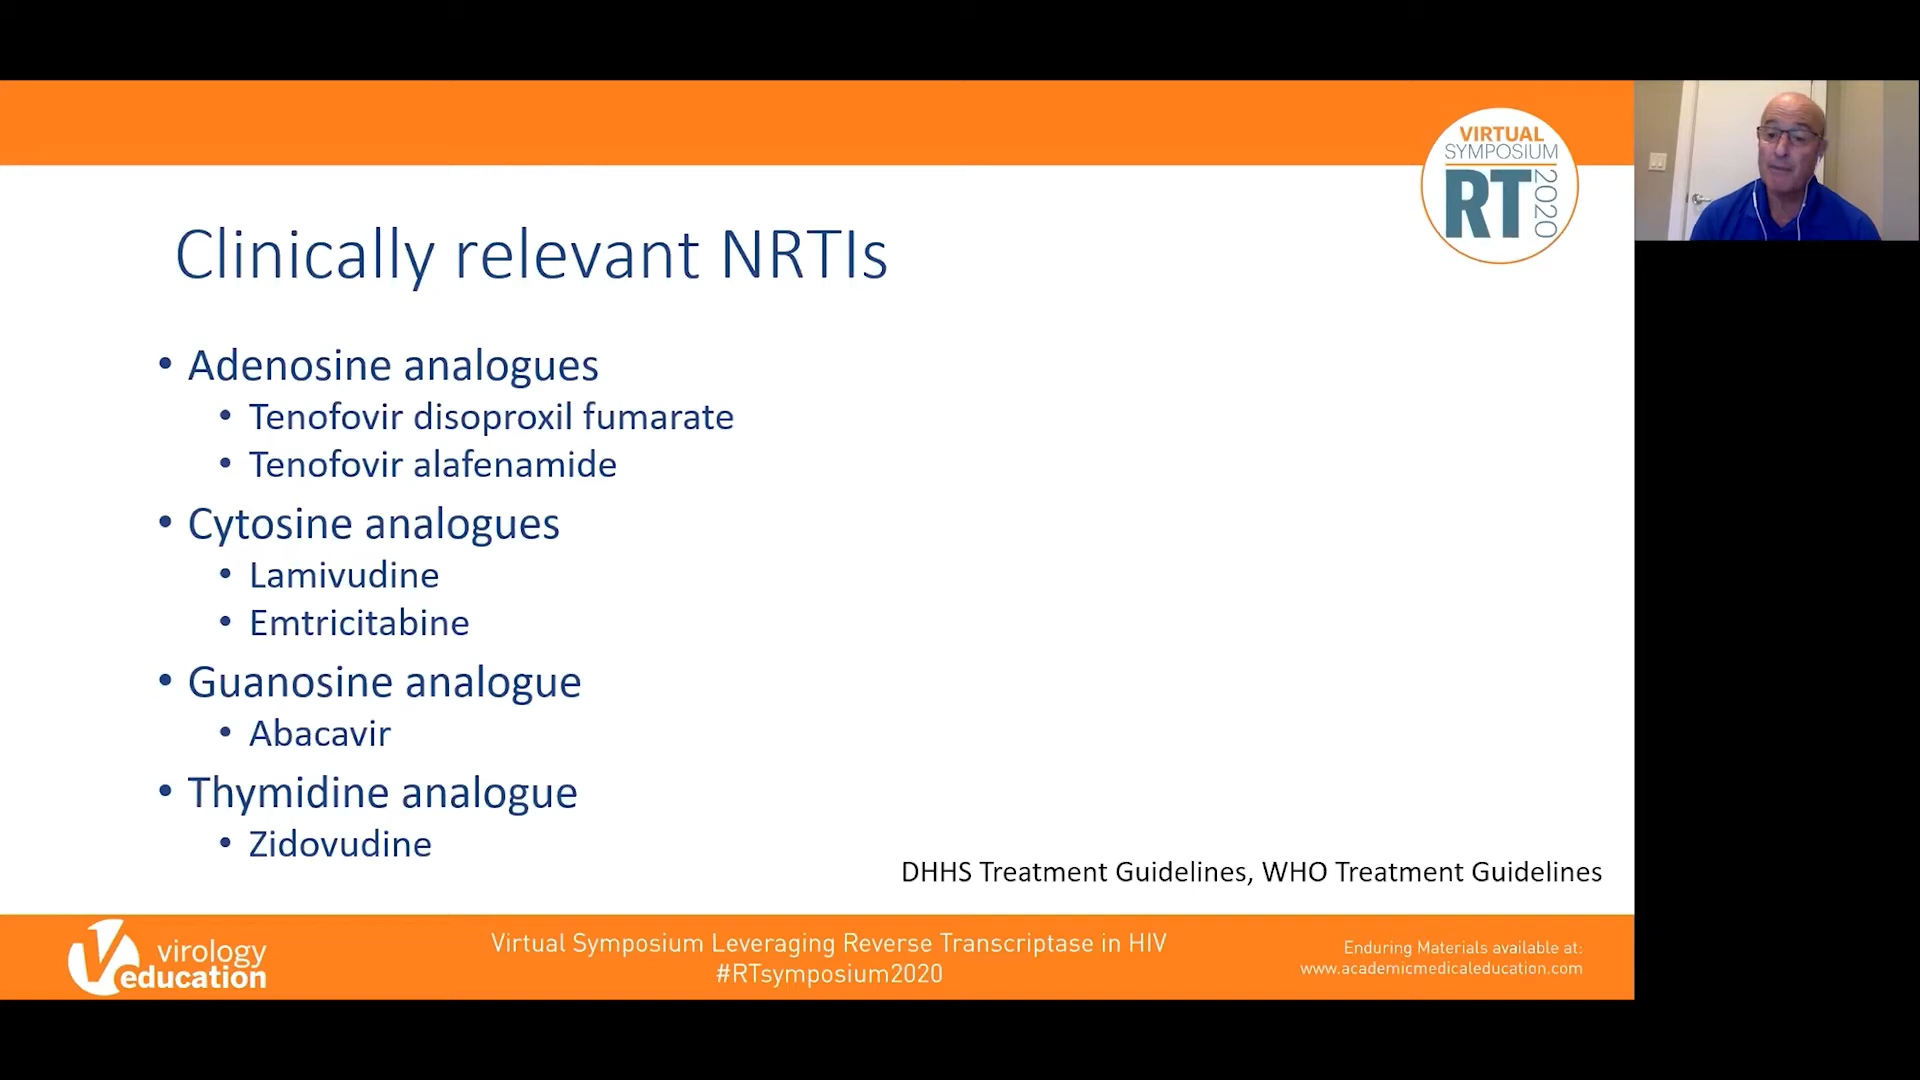 VIRTUAL
SYMPOSIUM
RT 2020
Clinically relevant NRTIs
• Adenosine analogues
• Tenofovir disoproxil fumarate
• Tenofovir alafenamide
• Cytosine analogues
• Lamivudine
• Emtricitabine
• Guanosine analogue
• Abacavir
• Thymidine analogue
• Zidovudine
DHHS Treatment Guidelines, WHO Treatment Guidelines
virology
education
Virtual Symposium Leveraging Reverse Transcriptase in HIV
#RTsymposium2020
Enduring Materials available at:
www.academicmedicaleducation.com